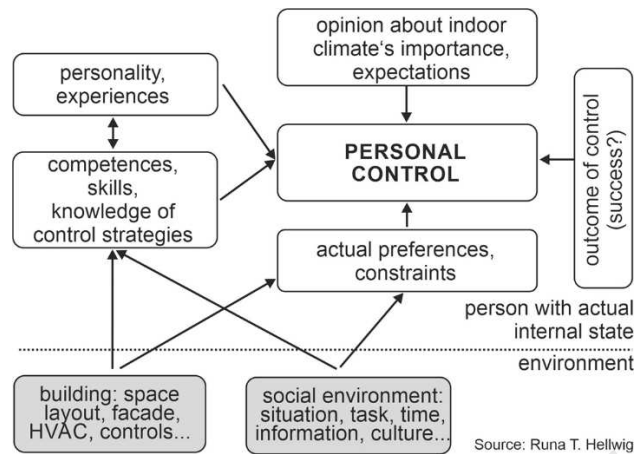 opinion about indoor
climate‘s importance,
expectations
personality,
experiences
PERSONAL
CONTROL
outcome of control
(success?)
competences,
skills,
knowledge of
control strategies
actual preferences,
constraints
person with actual
internal state
environment
building: space
layout, facade,
HVAC, controls...
social environment:
situation, task, time,
information, culture...
Source: Runa T. Hellwig